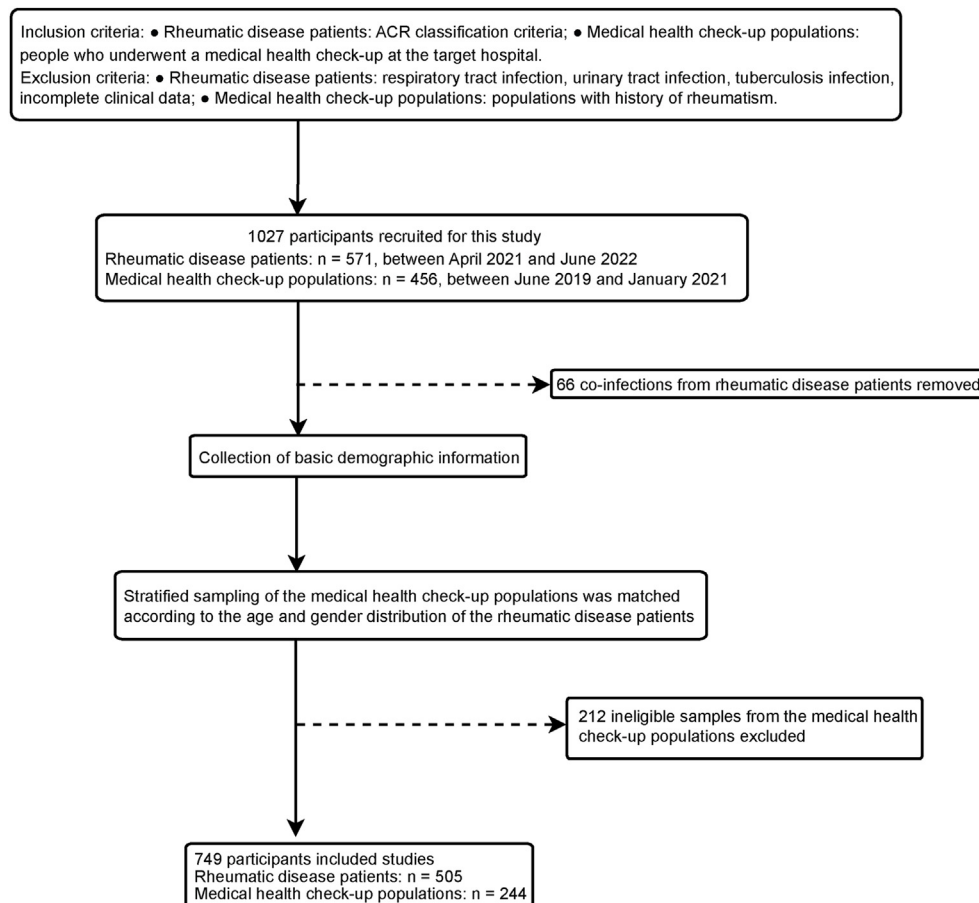 Inclusion criteria: ● Rheumatic disease patients: ACR classification criteria; ● Medical health check-up populations:
people who underwent a medical health check-up at the target hospital.
Exclusion criteria: ● Rheumatic disease patients: respiratory tract infection, urinary tract infection, tuberculosis infection,
incomplete clinical data; ● Medical health check-up populations: populations with history of rheumatism.
1027 participants recruited for this study
Rheumatic disease patients: n = 571, between April 2021 and June 2022
Medical health check-up populations: n = 456, between June 2019 and January 2021
66 co-infections from rheumatic disease patients removed
Collection of basic demographic information
Stratified sampling of the medical health check-up populations was matched
according to the age and gender distribution of the rheumatic disease patients
212 ineligible samples from the medical health
check-up populations excluded
749 participants included studies
Rheumatic disease patients: n = 505
Medical health check-up populations: n = 244